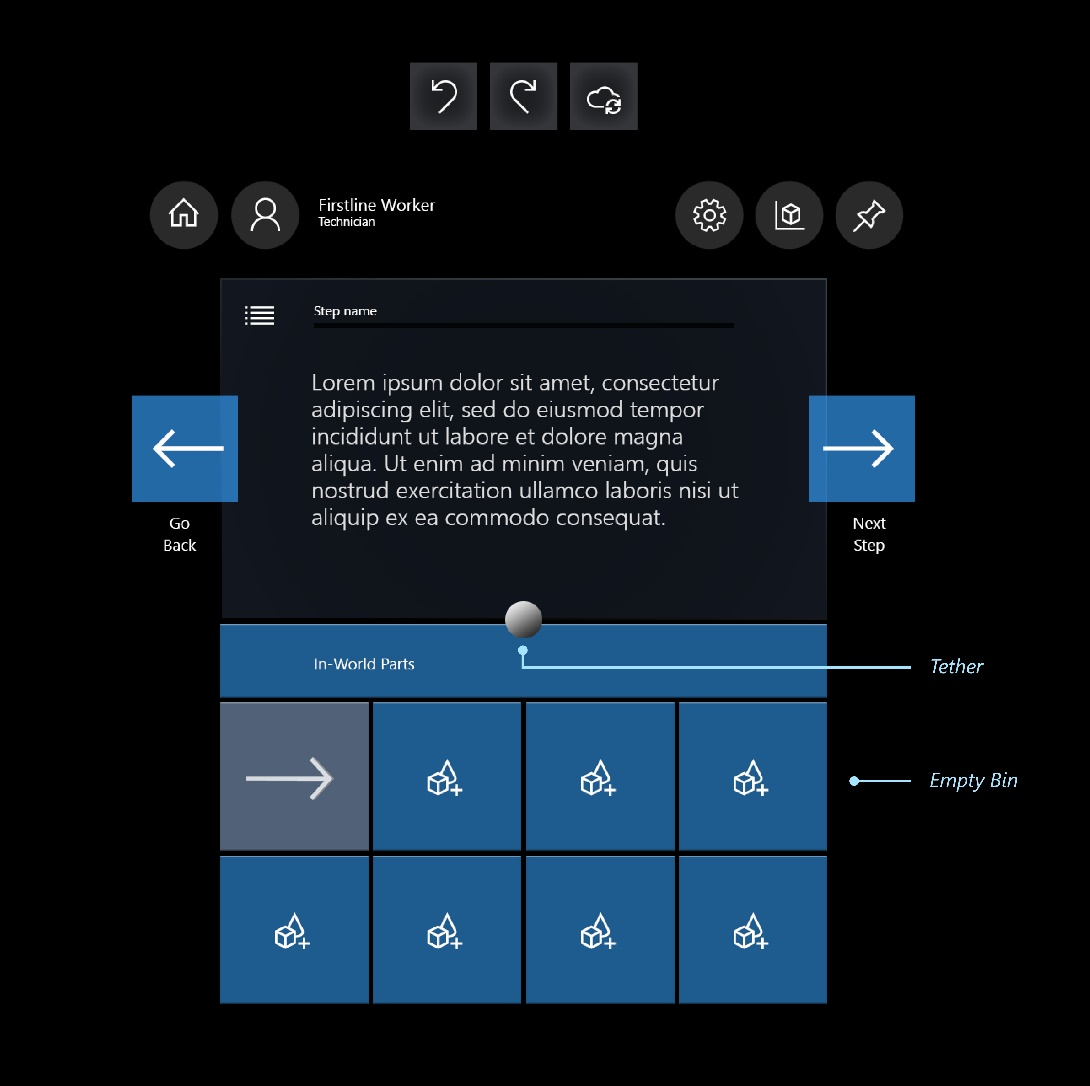 Firstline Worker
Technician
Step name
Lorem ipsum dolor sit amet, consectetur
adipiscing elit, sed do eiusmod tempor
incididunt ut labore et dolore magna
aliqua. Ut enim ad minim veniam, quis
nostrud exercitation ullamco laboris nisi ut
aliquip ex ea commodo consequat.
Go
Back
Next
Step
In-World Parts
Tether
Empty Bin